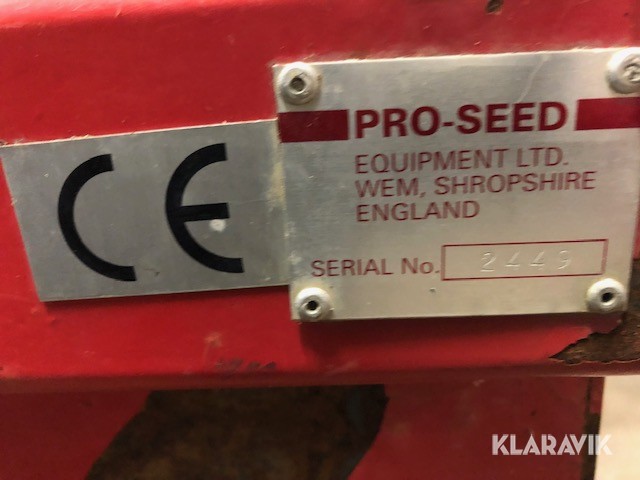 CE
PRO-SEED
EQUIPMENT LTD.
WEM, SHROPSHIRE
ENGLAND
SERIAL No. 2449
KLARAVIK